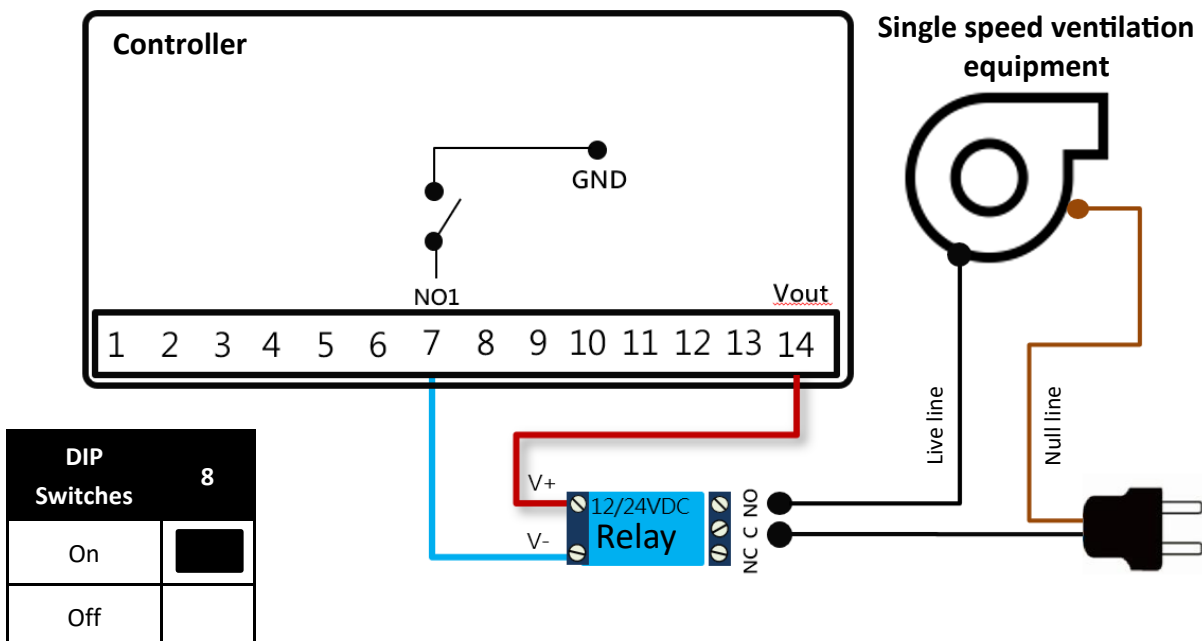 Controller
Single speed ventilation
equipment
GND
NO1
Vout
1 2 3 4 5 6 7 8 9 10 11 12 13 14
Live line
Null line
DIP
Switches
8
On
Off
V+
V-
12/24VDC
Relay
NO
C
NC